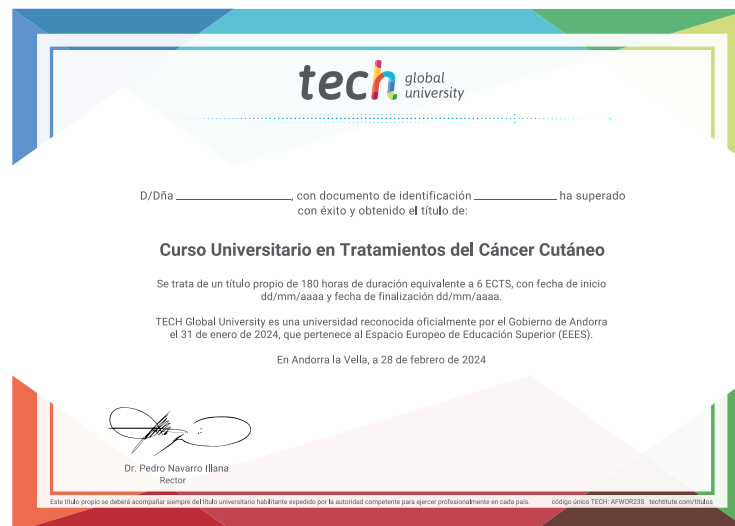 tech global
university
D/Dña ____________________, con documento de identificación ______________ ha superado
con éxito y obtenido el título de:
Curso Universitario en Tratamientos del Cáncer Cutáneo
Se trata de un título propio de 180 horas de duración equivalente a 6 ECTS, con fecha de inicio
dd/mm/aaaa y fecha de finalización dd/mm/aaaa.
TECH Global University es una universidad reconocida oficialmente por el Gobierno de Andorra
el 31 de enero de 2024, que pertenece al Espacio Europeo de Educación Superior (EEES).
En Andorra la Vella, a 28 de febrero de 2024
Dr. Pedro Navarro Illana
Rector
Este título propio se deberá acompañar siempre del título universitario habilitante expedido por la autoridad competente para ejercer profesionalmente en cada país. código único TECH: AFWOR23S techtitute.com/titulos